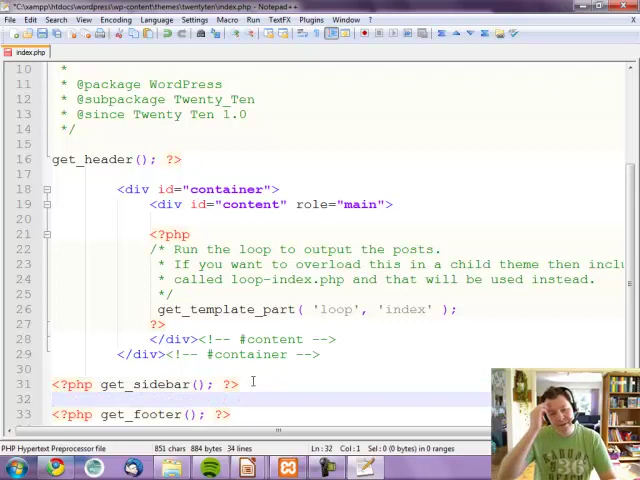 *C:\xampp\htdocs\wordpress\wp-content\themes\twentyten\index.php - Notepad++
File Edit Search View Encoding Language Settings Macro Run TextFX Plugins Window ?
index.php
10 *
11 * @package WordPress
12 * @subpackage Twenty_Ten
13 * @since Twenty Ten 1.0
14 */
15
16 get_header(); ?>
17
18 <div id="container">
19 <div id="content" role="main">
20
21 <?php
22 /* Run the loop to output the posts.
23 * If you want to overload this in a child theme then inclu
24 * called loop-index.php and that will be used instead.
25 */
26 get_template_part( 'loop', 'index' );
27 ?>
28 </div><!-- #content -->
29 </div><!-- #container -->
30
31 <?php get_sidebar(); ?>
32
33 <?php get_footer(); ?>
PHP Hypertext Preprocessor file 851 chars 884 bytes 34 lines Ln:32 Col:1 Sel:0 (0 bytes) in 0 ranges